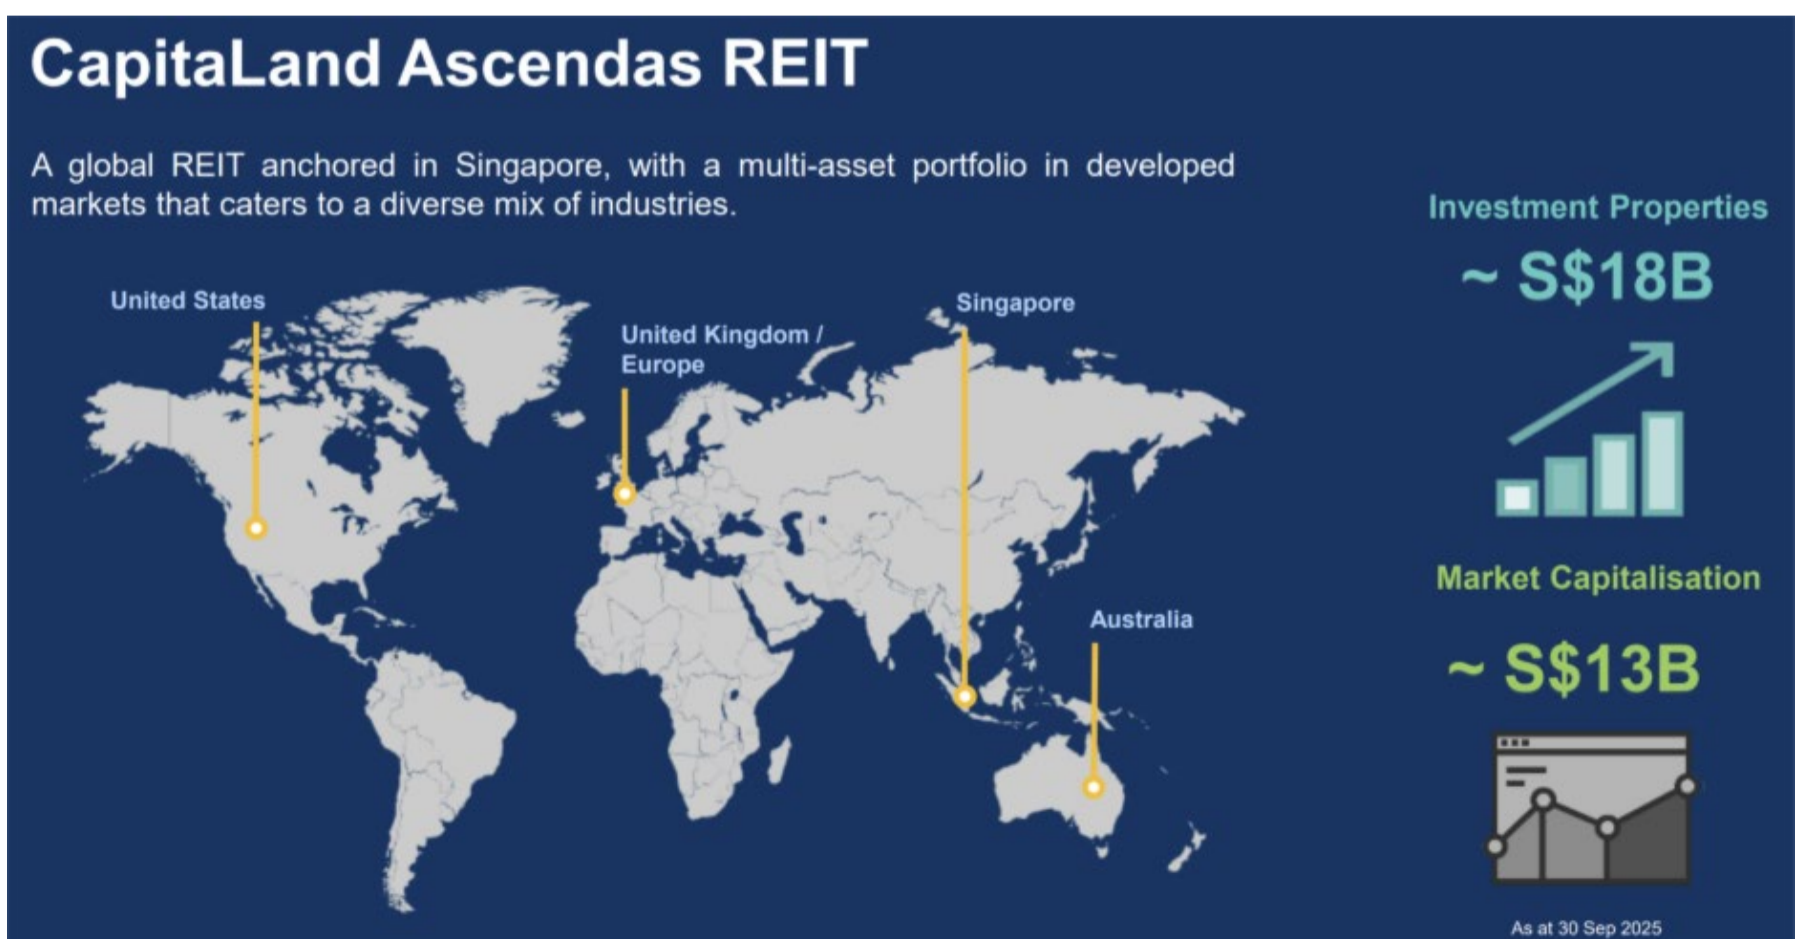 CapitaLand Ascendas REIT
A global REIT anchored in Singapore, with a multi-asset portfolio in developed
markets that caters to a diverse mix of industries.
United States
United Kingdom /
Europe
Singapore
Australia
Investment Properties
~ S$18B
Market Capitalisation
~ S$13B
As at 30 Sep 2025